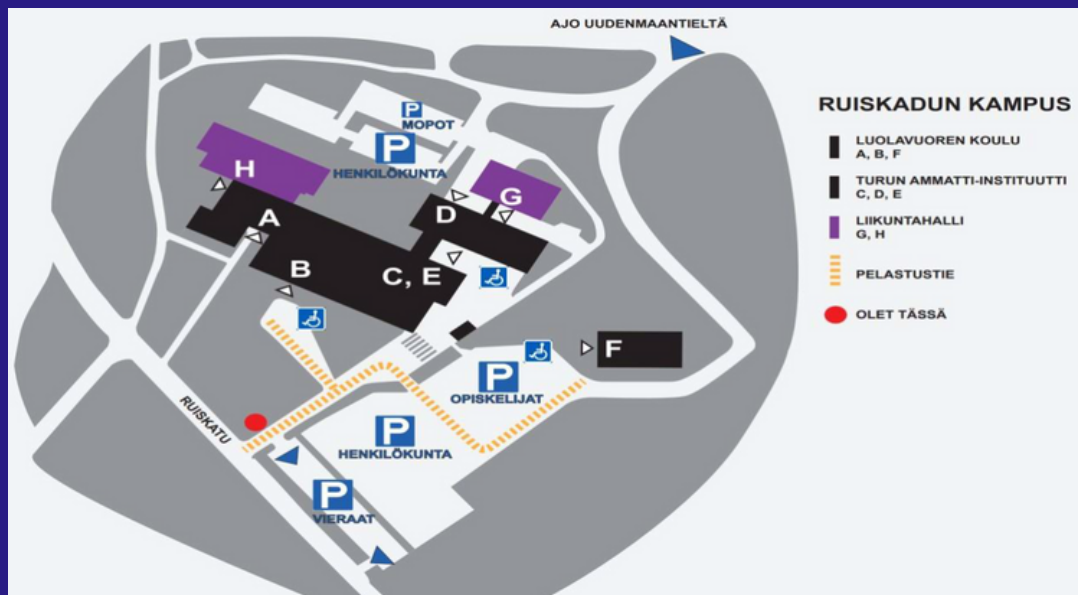 AJO UUDENMAANTIELTÄ
RUISKADUN KAMPUS
LUOLAVUOREN KOULU
A, B, F
TURUN AMMATTI-INSTITUUTTI
C, D, E
LIIKUNTAHALLI
G, H
PELASTUSTIE
OLET TÄSSÄ
P
MOPOT
P
HENKILÖKUNTA
H
G
A
D
B
C, E
F
P
OPISKELIJAT
RUISKATU
P
HENKILÖKUNTA
P
VIERAAT